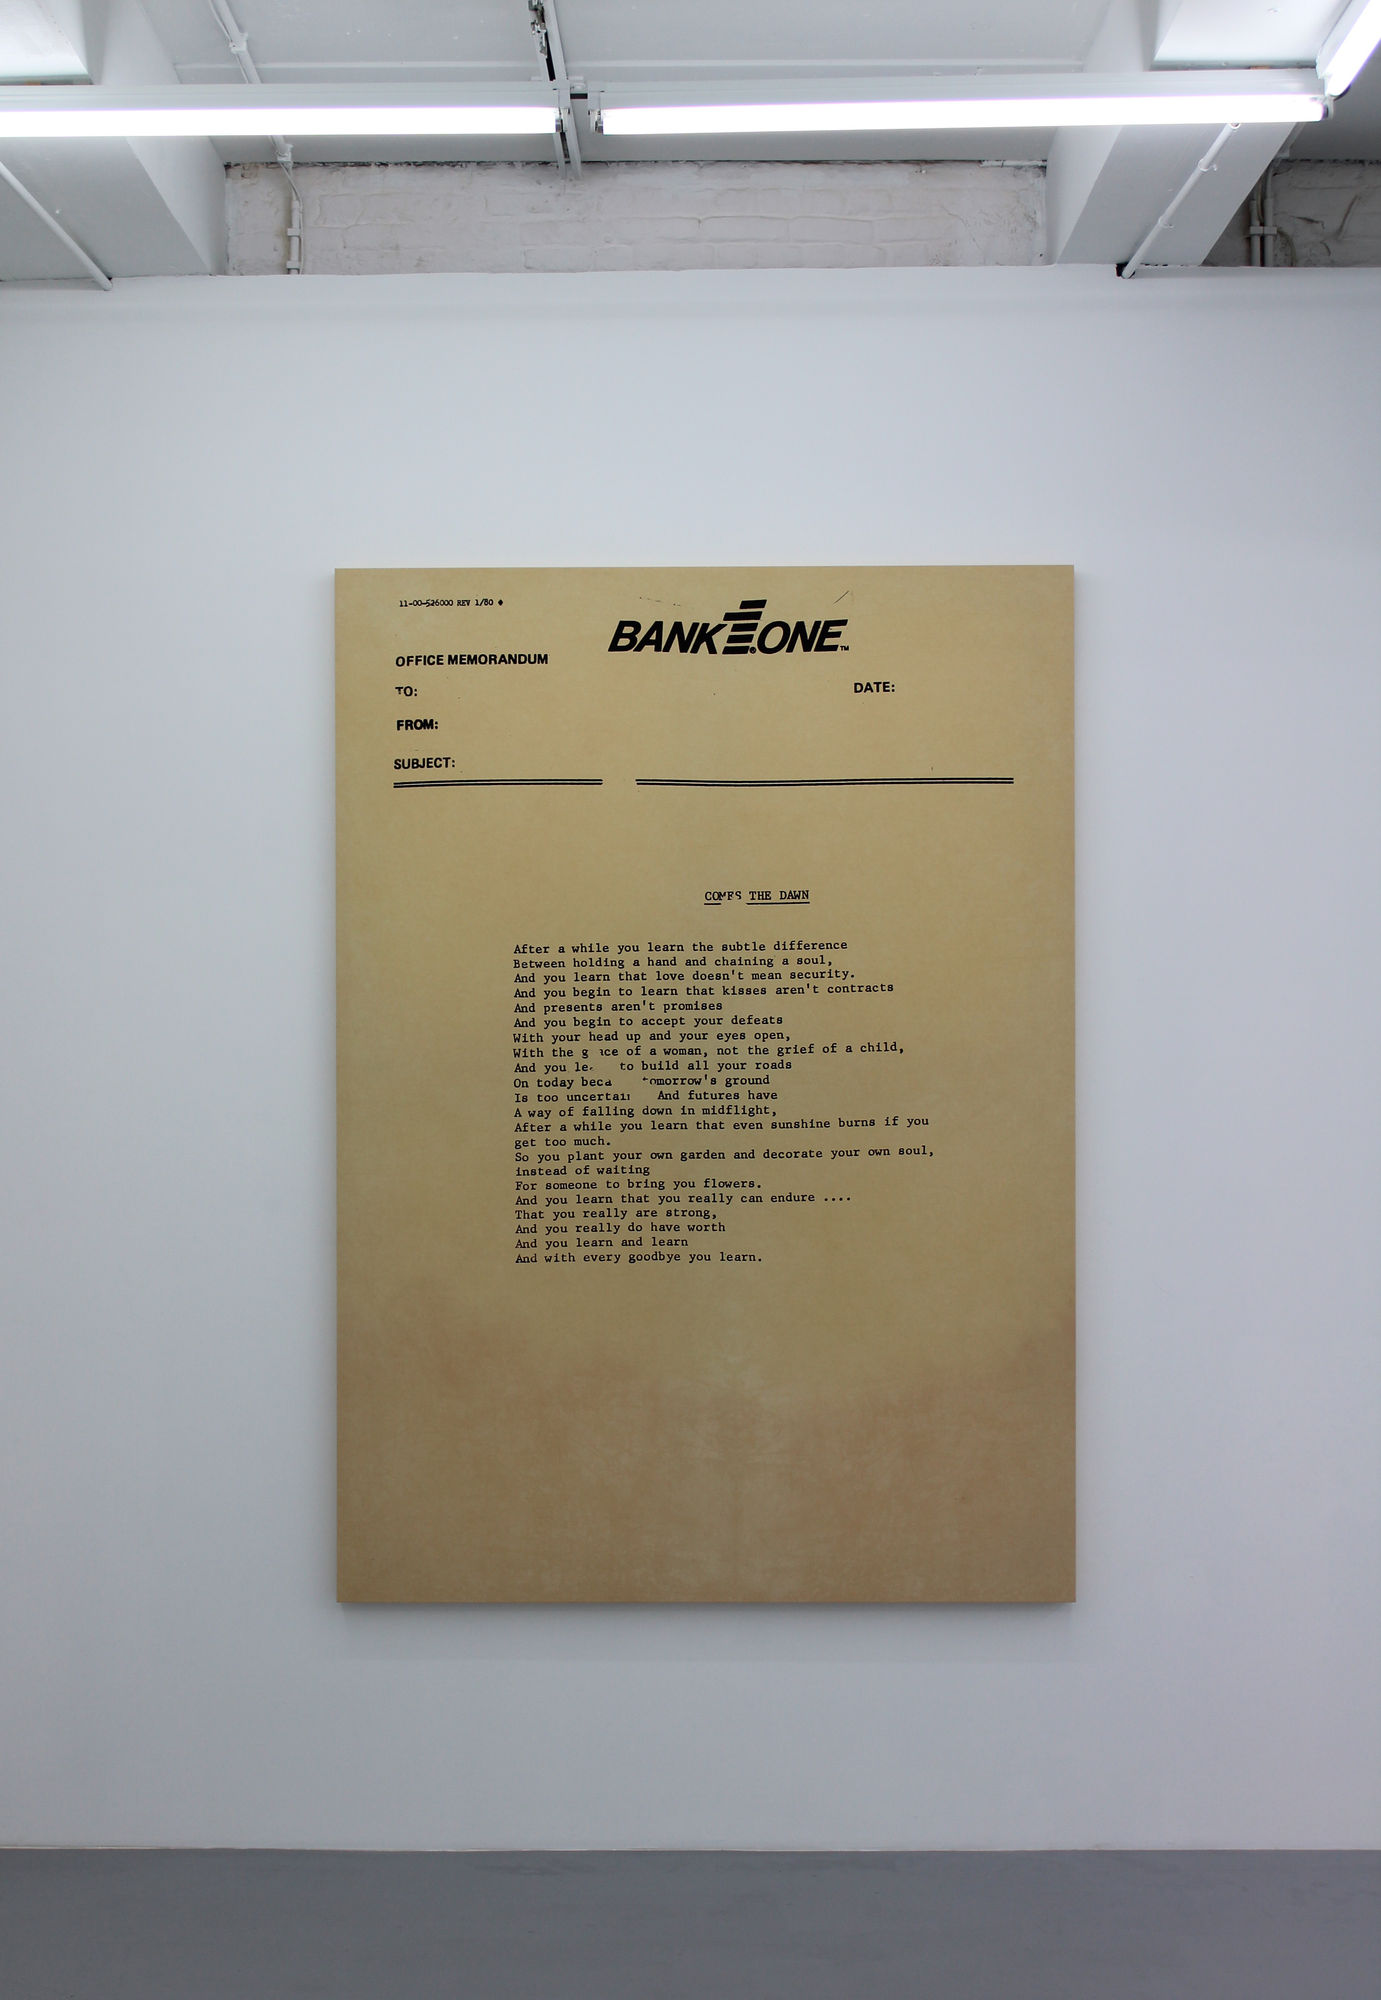 11-00-526000 REV 1/80 ♦
BANK ONE®™
OFFICE MEMORANDUM
TO:
DATE:
FROM:
SUBJECT:
COMES THE DAWN
After a while you learn the subtle difference
Between holding a hand and chaining a soul,
And you learn that love doesn't mean security.
And you begin to learn that kisses aren't contracts
And presents aren't promises
And you begin to accept your defeats
With your head up and your eyes open,
With the g ce of a woman, not the grief of a child,
And you le to build all your roads
On today beca tomorrow's ground
Is too uncertai And futures have
A way of falling down in midflight,
After a while you learn that even sunshine burns if you
get too much.
So you plant your own garden and decorate your own soul,
instead of waiting
For someone to bring you flowers.
And you learn that you really can endure ....
That you really are strong,
And you really do have worth
And you learn and learn
And with every goodbye you learn.